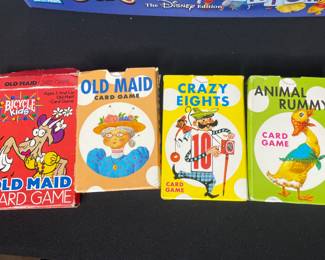 The Disney Edition
OLD MAID
Bicycle
Kids
OLD MAID
CARD GAME
OLD MAID
CARD GAME
CRAZY
EIGHTS
10
CARD
GAME
ANIMAL
RUMMY
CARD
GAME